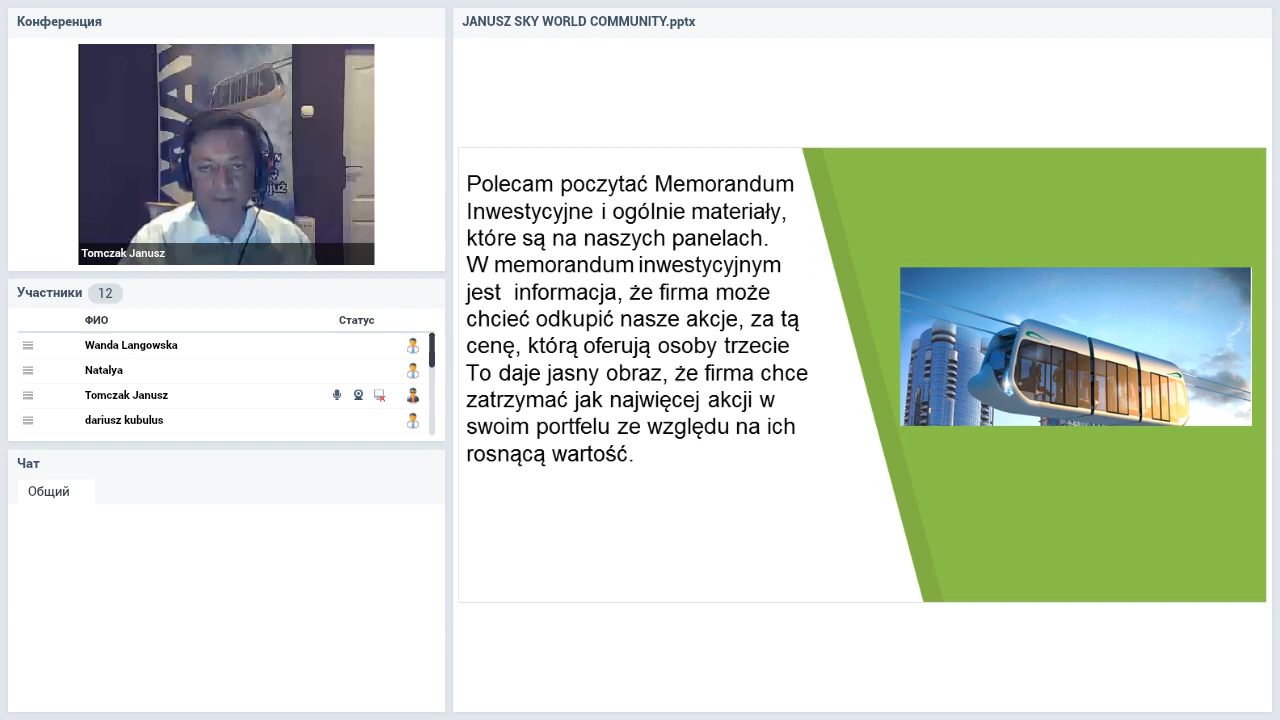 Конференция
Tomczak Janusz
Участники 12
ФИО Статус
Wanda Langowska
Natalya
Tomczak Janusz
dariusz kubulus
Чат
Общий
JANUSZ SKY WORLD COMMUNITY.pptx
Polecam poczytać Memorandum
Inwestycyjne i ogólnie materiały,
które są na naszych panelach.
W memorandum inwestycyjnym
jest informacja, że firma może
chcieć odkupić nasze akcje, za tą
cenę, którą oferują osoby trzecie
To daje jasny obraz, że firma chce
zatrzymać jak najwięcej akcji w
swoim portfelu ze względu na ich
rosnącą wartość.